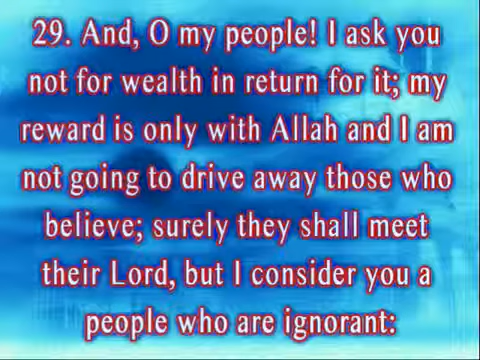 29. And, O my people! I ask you
not for wealth in return for it; my
reward is only with Allah and I am
not going to drive away those who
believe; surely they shall meet
their Lord, but I consider you a
people who are ignorant: